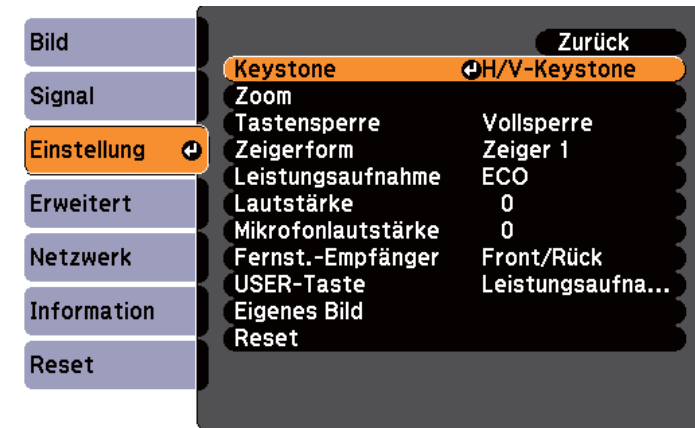 Bild
Signal
Einstellung
Erweitert
Netzwerk
Information
Reset
Zurück
Keystone H/V-Keystone
Zoom
Tastensperre Vollsperre
Zeigerform Zeiger 1
Leistungsaufnahme ECO
Lautstärke 0
Mikrofonlautstärke 0
Fernst.-Empfänger Front/Rück
USER-Taste Leistungsaufna...
Eigenes Bild
Reset